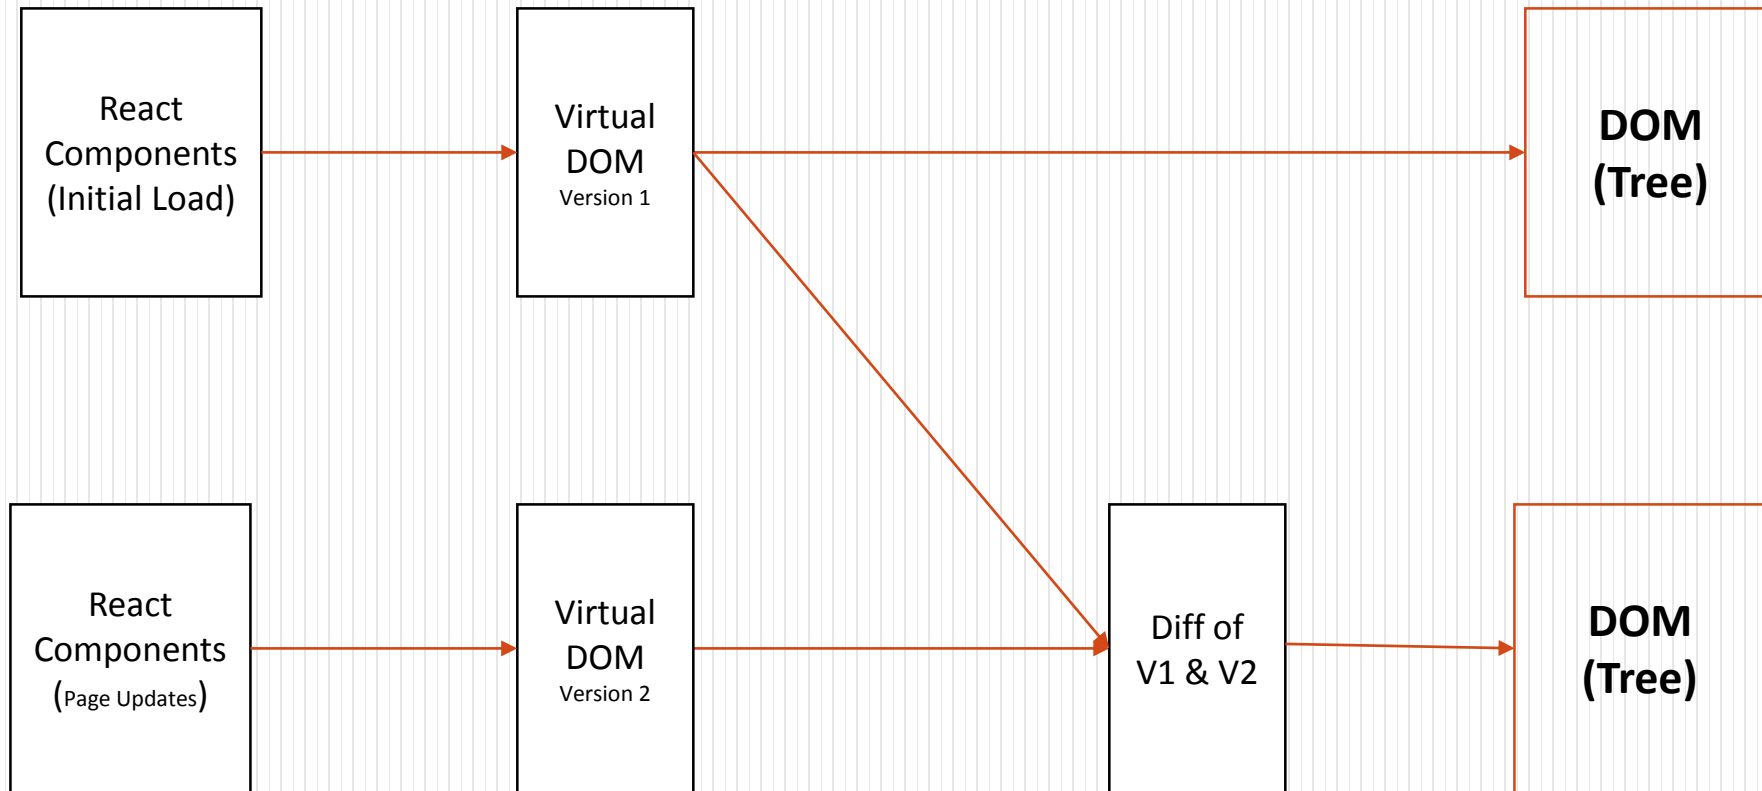 React
Components
(Initial Load)
Virtual
DOM
Version 1
DOM
(Tree)
React
Components
(Page Updates)
Virtual
DOM
Version 2
Diff of
V1 & V2
DOM
(Tree)